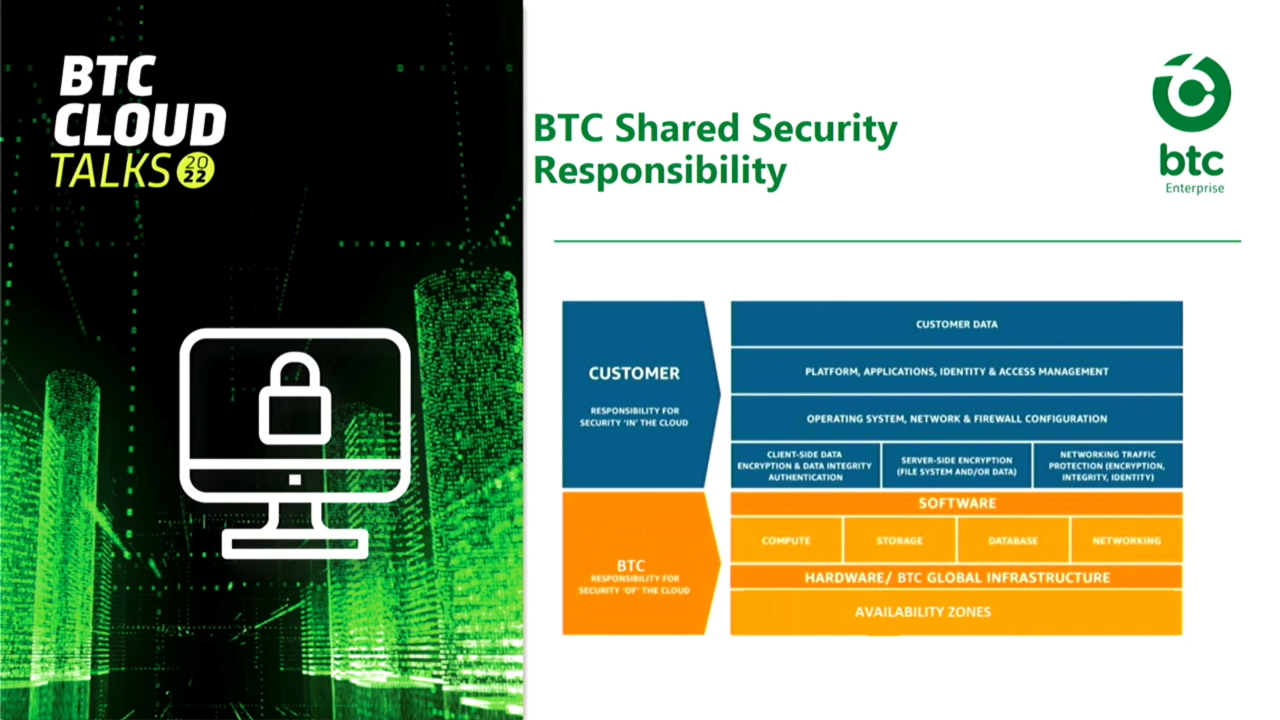 BTC
CLOUD
TALKS 20
22
BTC Shared Security
Responsibility
btc
Enterprise
CUSTOMER
RESPONSIBILITY FOR
SECURITY ‘IN’ THE CLOUD
CUSTOMER DATA
PLATFORM, APPLICATIONS, IDENTITY & ACCESS MANAGEMENT
OPERATING SYSTEM, NETWORK & FIREWALL CONFIGURATION
CLIENT-SIDE DATA
ENCRYPTION & DATA INTEGRITY
AUTHENTICATION
SERVER-SIDE ENCRYPTION
(FILE SYSTEM AND/OR DATA)
NETWORKING TRAFFIC
PROTECTION (ENCRYPTION,
INTEGRITY, IDENTITY)
BTC
RESPONSIBILITY FOR
SECURITY ‘OF’ THE CLOUD
SOFTWARE
COMPUTE
STORAGE
DATABASE
NETWORKING
HARDWARE/ BTC GLOBAL INFRASTRUCTURE
AVAILABILITY ZONES